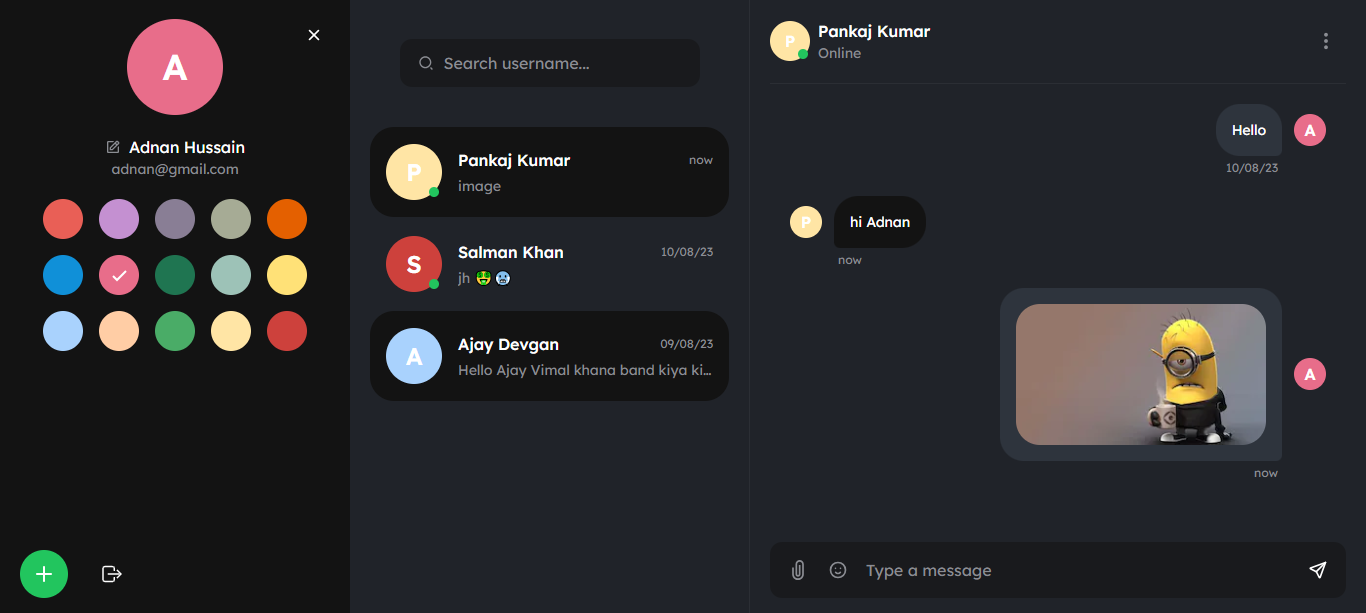 A
Adnan Hussain
adnan@gmail.com
Search username...
P
Pankaj Kumar
now
image
S
Salman Khan
10/08/23
jh 🤑🥶
A
Ajay Devgan
09/08/23
Hello Ajay Vimal khana band kiya ki...
P
Pankaj Kumar
Online
Hello
A
10/08/23
P
hi Adnan
now
A
now
Type a message